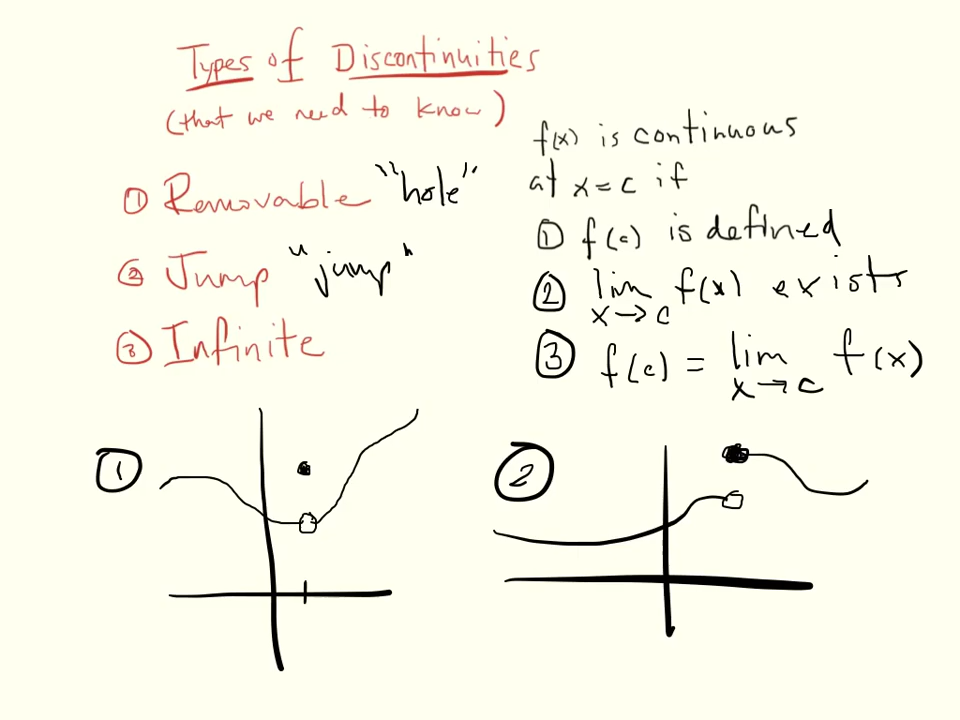 Types of Discontinuities
(that we need to know)
① Removable "hole"
② Jump "jump"
③ Infinite
f(x) is continuous
at x=c if
① f(c) is defined
② lim f(x) exists
x→c
③ f(c) = lim f(x)
x→c
①
②